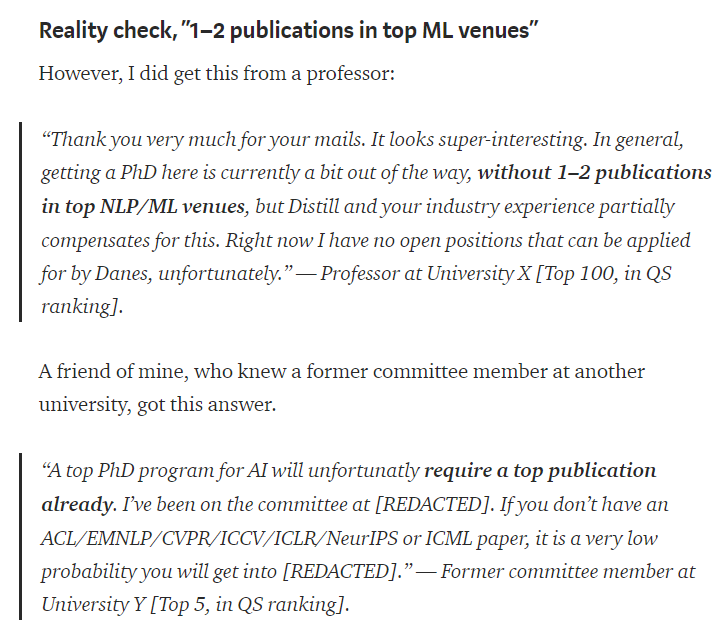 Reality check, ”1–2 publications in top ML venues”
However, I did get this from a professor:
“Thank you very much for your mails. It looks super-interesting. In general,
getting a PhD here is currently a bit out of the way, without 1–2 publications
in top NLP/ML venues, but Distill and your industry experience partially
compensates for this. Right now I have no open positions that can be applied
for by Danes, unfortunately.” — Professor at University X [Top 100, in QS
ranking].
A friend of mine, who knew a former committee member at another
university, got this answer.
“A top PhD program for AI will unfortunatly require a top publication
already. I’ve been on the committee at [REDACTED]. If you don’t have an
ACL/EMNLP/CVPR/ICCV/ICLR/NeurIPS or ICML paper, it is a very low
probability you will get into [REDACTED].” — Former committee member at
University Y [Top 5, in QS ranking].